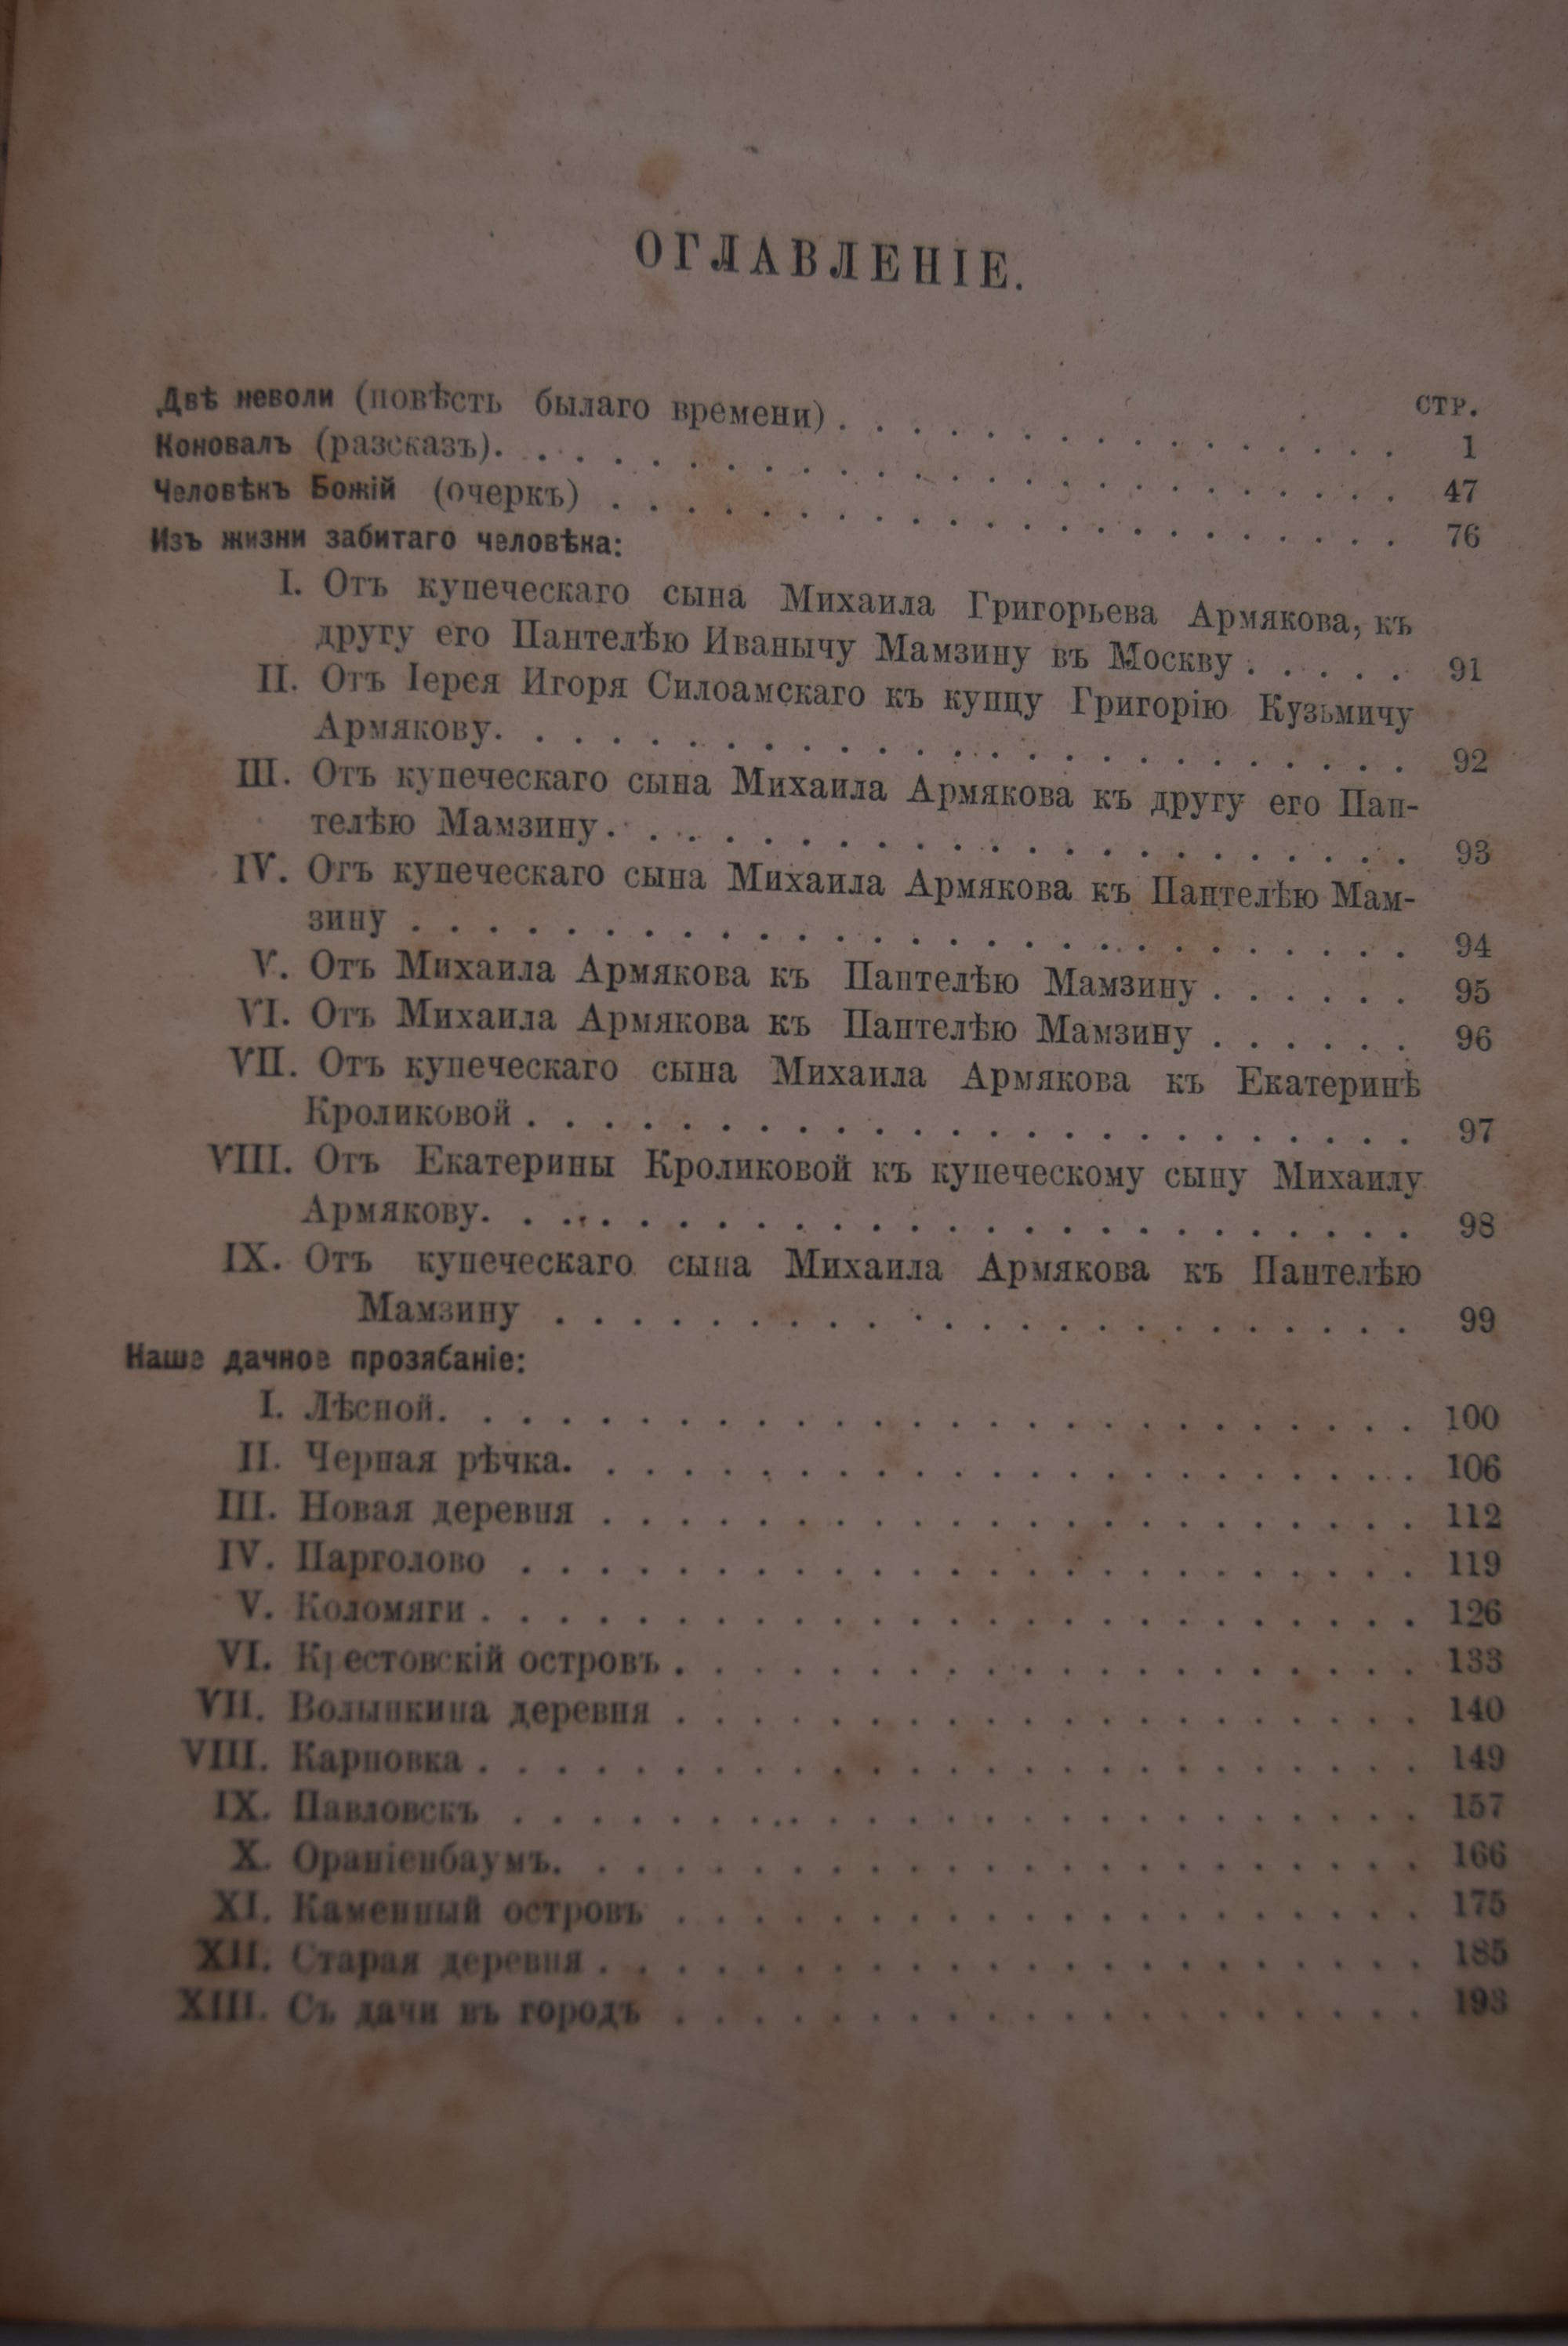 ОГЛАВЛЕНІЕ.
СТР.
Двѣ неволи (повѣсть былаго времени) . . . . . . . . . . . . . . . . 1
Коновалъ (разсказъ). . . . . . . . . . . . . . . . . . . . . . . . 47
Человѣкъ Божій (очеркъ) . . . . . . . . . . . . . . . . . . . . . 76
Изъ жизни забитаго человѣка:
I. Отъ купеческаго сына Михаила Григорьева Армякова, къ
другу его Пантелѣю Иванычу Мамзину въ Москву . . . . . 91
II. Отъ Іерея Игоря Силоамскаго къ купцу Григорію Кузьмичу
Армякову. . . . . . . . . . . . . . . . . . . . . . . . . 92
III. Отъ купеческаго сына Михаила Армякова къ другу его Пан-
телѣю Мамзину. . . . . . . . . . . . . . . . . . . . . . 93
IV. Отъ купеческаго сына Михаила Армякова къ Пантелѣю Мам-
зину . . . . . . . . . . . . . . . . . . . . . . . . . . 94
V. Отъ Михаила Армякова къ Пантелѣю Мамзину . . . . . . 95
VI. Отъ Михаила Армякова къ Пантелѣю Мамзину . . . . . . 96
VII. Отъ купеческаго сына Михаила Армякова къ Екатеринѣ
Кроликовой . . . . . . . . . . . . . . . . . . . . . . . 97
VIII. Отъ Екатерины Кроликовой къ купеческому сыну Михаилу
Армякову. . . . . . . . . . . . . . . . . . . . . . . . . 98
IX. Отъ купеческаго сына Михаила Армякова къ Пантелѣю
Мамзину . . . . . . . . . . . . . . . . . . . . . . . 99
Наше дачное прозябаніе:
I. Лѣсной. . . . . . . . . . . . . . . . . . . . . . . . . . 100
II. Черная рѣчка. . . . . . . . . . . . . . . . . . . . . . . 106
III. Новая деревня . . . . . . . . . . . . . . . . . . . . . . 112
IV. Парголово . . . . . . . . . . . . . . . . . . . . . . . . 119
V. Коломяги . . . . . . . . . . . . . . . . . . . . . . . . . 126
VI. Крестовскій островъ . . . . . . . . . . . . . . . . . . . . 133
VII. Волынкина деревня . . . . . . . . . . . . . . . . . . . . 140
VIII. Карповка . . . . . . . . . . . . . . . . . . . . . . . . . 149
IX. Павловскъ . . . . . . . . . . . . . . . . . . . . . . . . 157
X. Ораніенбаумъ. . . . . . . . . . . . . . . . . . . . . . . 166
XI. Каменный островъ . . . . . . . . . . . . . . . . . . . . 175
XII. Старая деревня . . . . . . . . . . . . . . . . . . . . . . 185
XIII. Съ дачи въ городъ . . . . . . . . . . . . . . . . . . . . 193